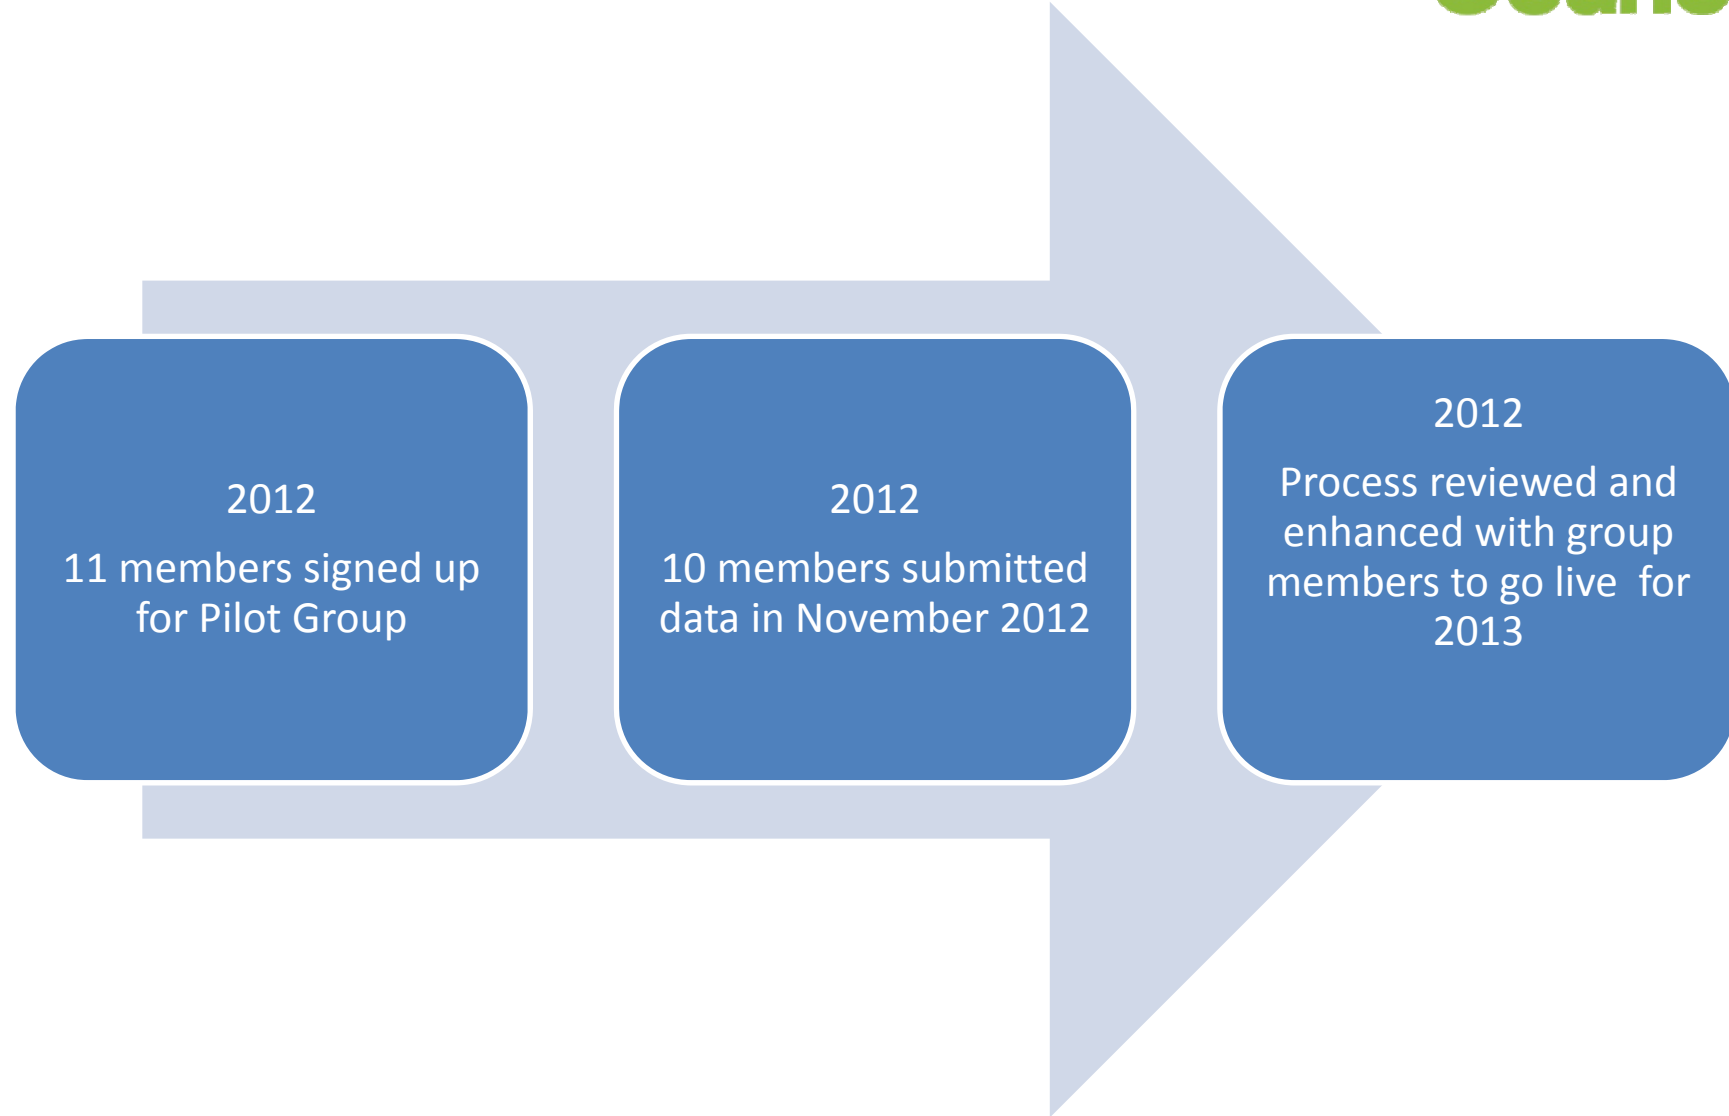 2012
11 members signed up
for Pilot Group
2012
10 members submitted
data in November 2012
2012
Process reviewed and
enhanced with group
members to go live  for
2013